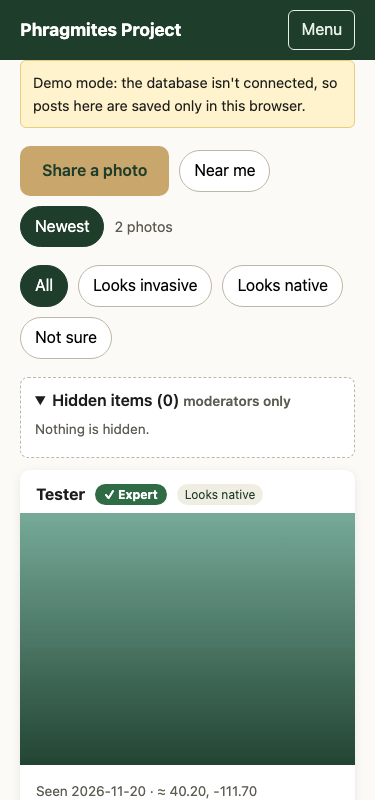 Phragmites Project
Menu
Demo mode: the database isn't connected, so
posts here are saved only in this browser.
Share a photo
Near me
Newest
2 photos
All
Looks invasive
Looks native
Not sure
▼ Hidden items (0) moderators only
Nothing is hidden.
Tester ✓ Expert Looks native
Seen 2026-11-20 · ≈ 40.20, -111.70